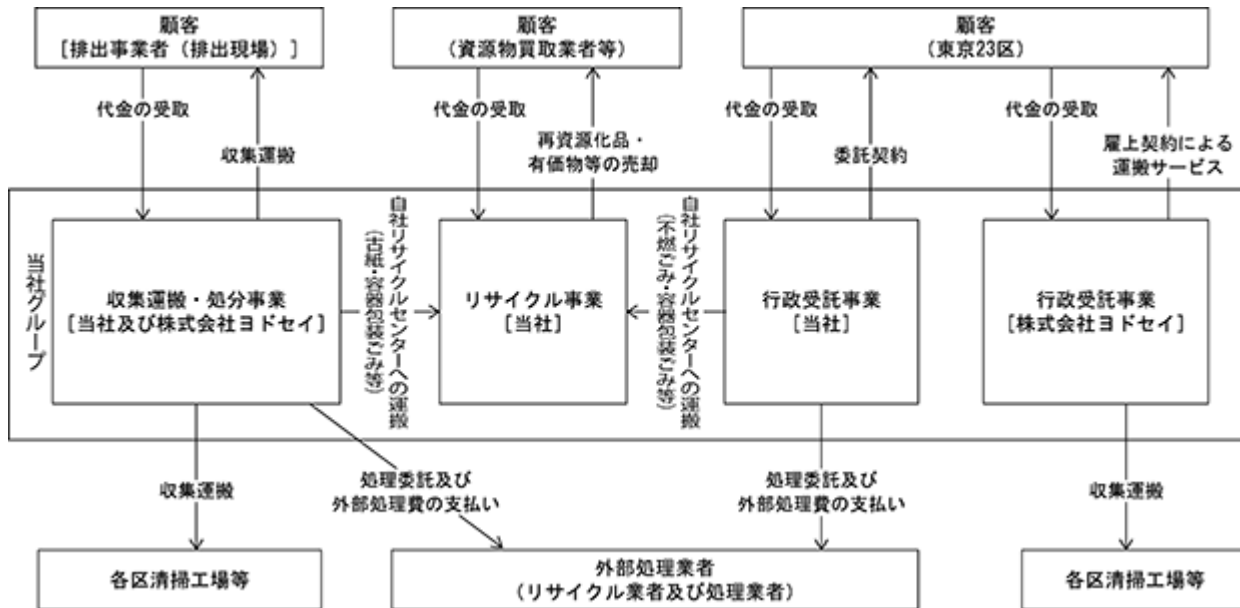 顧客
[排出事業者(排出現場)]
顧客
(資源物買取業者等)
顧客
(東京23区)
代金の受取
収集運搬
代金の受取
再資源化品・
有価物等の売却
代金の受取
委託契約
代金の受取
雇上契約による
運搬サービス
当社グループ
収集運搬・処分事業
[当社及び株式会社ヨドセイ]
自社リサイクルセンターへの運搬
(古紙・容器包装ごみ等)
リサイクル事業
[当社]
自社リサイクルセンターへの運搬
(不燃ごみ・容器包装ごみ等)
行政受託事業
[当社]
行政受託事業
[株式会社ヨドセイ]
収集運搬
処理委託及び
外部処理費の支払い
処理委託及び
外部処理費の支払い
収集運搬
各区清掃工場等
外部処理業者
(リサイクル業者及び処理業者)
各区清掃工場等